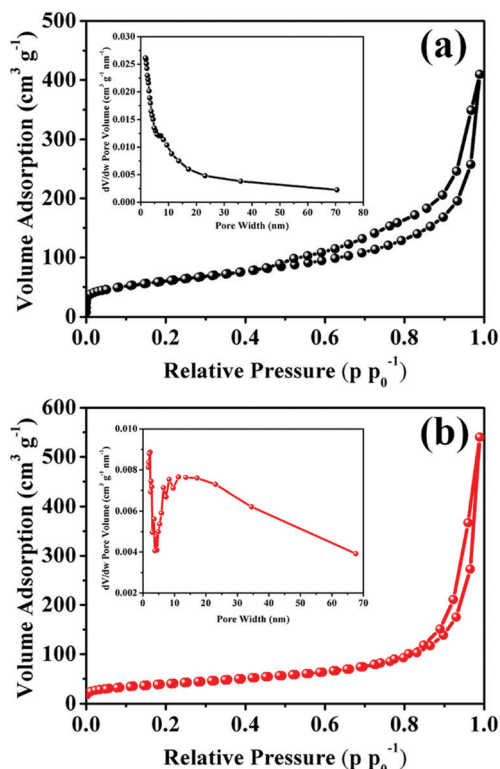 (a)
Volume Adsorption (cm³ g⁻¹)
500
400
300
200
100
0
0.0 0.2 0.4 0.6 0.8 1.0
Relative Pressure (p p₀⁻¹)
dV/dw Pore Volume (cm³ g⁻¹ nm⁻¹)
0.030
0.025
0.020
0.015
0.010
0.005
0.000
0 10 20 30 40 50 60 70 80
Pore Width (nm)
(b)
Volume Adsorption (cm³ g⁻¹)
600
500
400
300
200
100
0
0.0 0.2 0.4 0.6 0.8 1.0
Relative Pressure (p p₀⁻¹)
dV/dw Pore Volume (cm³ g⁻¹ nm⁻¹)
0.010
0.008
0.006
0.004
0.002
0 10 20 30 40 50 60 70
Pore Width (nm)